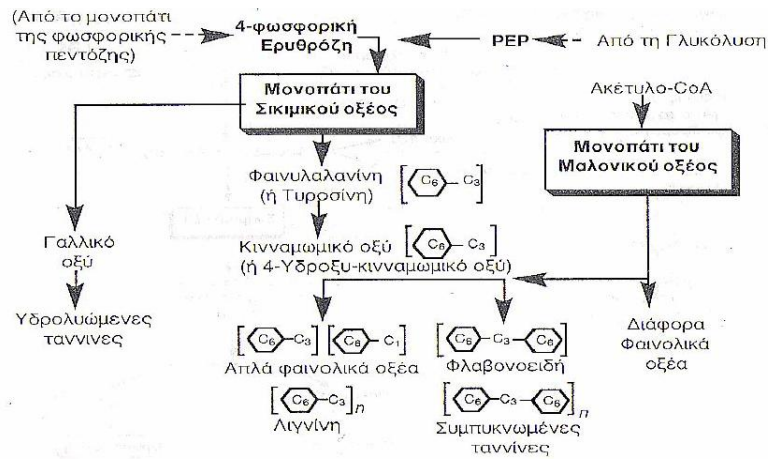 (Από το μονοπάτι
της φωσφορικής
πεντόζης)
4-φωσφορική
Ερυθρόζη
PEP
Από τη Γλυκόλυση
Μονοπάτι του
Σικιμικού οξέος
Ακέτυλο-CoA
Μονοπάτι του
Μαλονικού οξέος
Φαινυλαλανίνη
(ή Τυροσίνη)
[C6 – C3]
Γαλλικό
οξύ
Κινναμωμικό οξύ
(ή 4-Υδροξυ-κινναμωμικό οξύ)
[C6 – C3]
Υδρολυώμενες
ταννινες
[C6 – C3] [C6 – C1]
Απλά φαινολικά οξέα
[C6 – C3]n
Λιγνίνη
[C6 – C3 – C6]
Φλαβονοειδή
[C6 – C3 – C6]n
Συμπυκνωμένες
ταννίνες
Διάφορα
Φαινολικά
οξέα